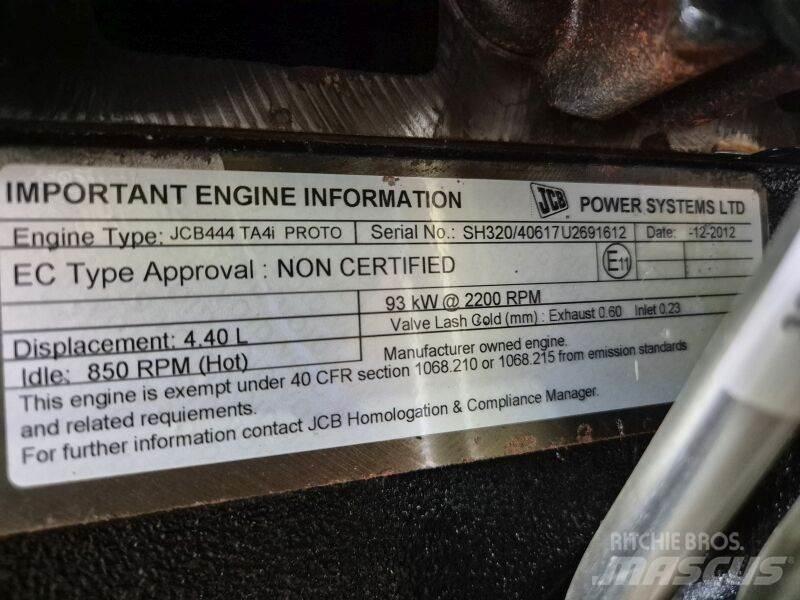 IMPORTANT ENGINE INFORMATION JCB POWER SYSTEMS LTD
Engine Type: JCB444 TA4i PROTO Serial No.: SH320/40617U2691612 Date: -12-2012
EC Type Approval : NON CERTIFIED E11
93 kW @ 2200 RPM
Displacement: 4.40 L Valve Lash Cold (mm) : Exhaust 0.60 Inlet 0.23
Idle: 850 RPM (Hot) Manufacturer owned engine.
This engine is exempt under 40 CFR section 1068.210 or 1068.215 from emission standards
and related requiements.
For further information contact JCB Homologation & Compliance Manager.
RITCHIE BROS.
MASCUS